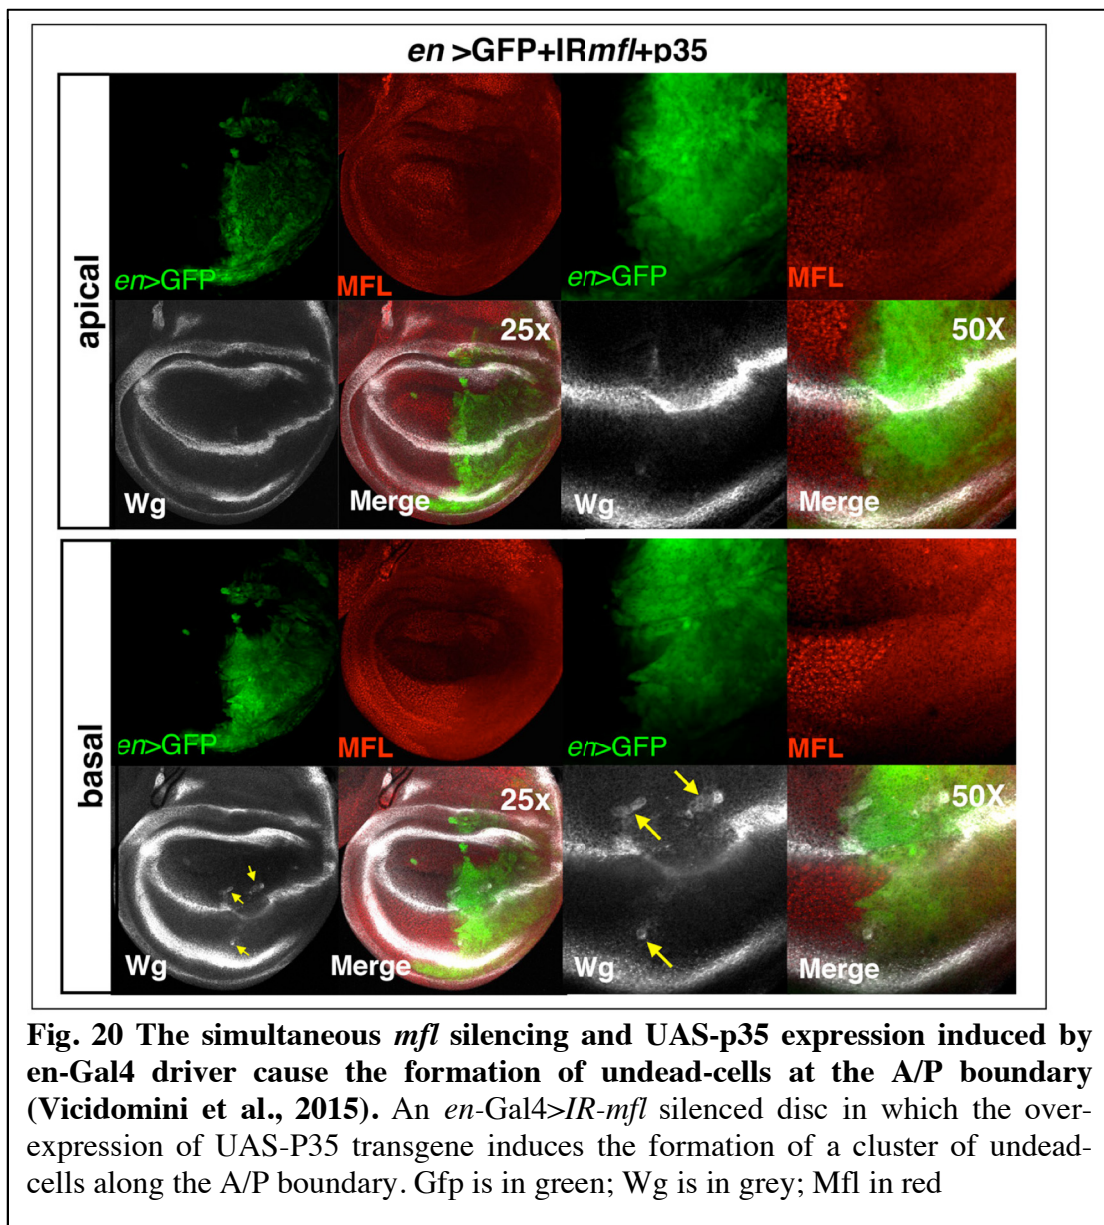 en >GFP+IRmfl+p35
apical
en>GFP
MFL
en>GFP
MFL
Wg
Merge
25x
Wg
Merge
50X
basal
en>GFP
MFL
en>GFP
MFL
Wg
Merge
25x
Wg
Merge
50X
Fig. 20 The simultaneous mfl silencing and UAS-p35 expression induced by
en-Gal4 driver cause the formation of undead-cells at the A/P boundary
(Vicidomini et al., 2015). An en-Gal4>IR-mfl silenced disc in which the over-
expression of UAS-P35 transgene induces the formation of a cluster of undead-
cells along the A/P boundary. Gfp is in green; Wg is in grey; Mfl in red